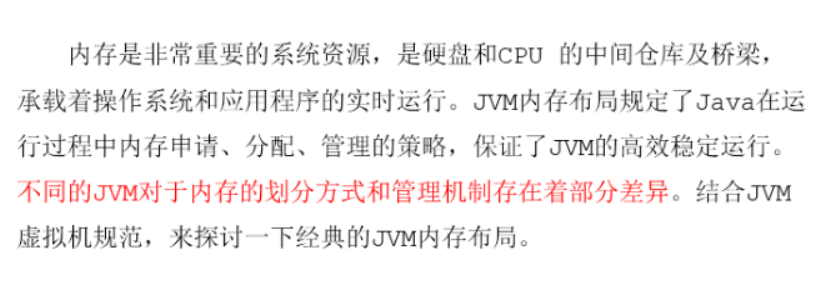 内存是非常重要的系统资源，是硬盘和CPU 的中间仓库及桥梁，
承载着操作系统和应用程序的实时运行。JVM内存布局规定了Java在运
行过程中内存申请、分配、管理的策略，保证了JVM的高效稳定运行。
不同的JVM对于内存的划分方式和管理机制存在着部分差异。结合JVM
虚拟机规范，来探讨一下经典的JVM内存布局。